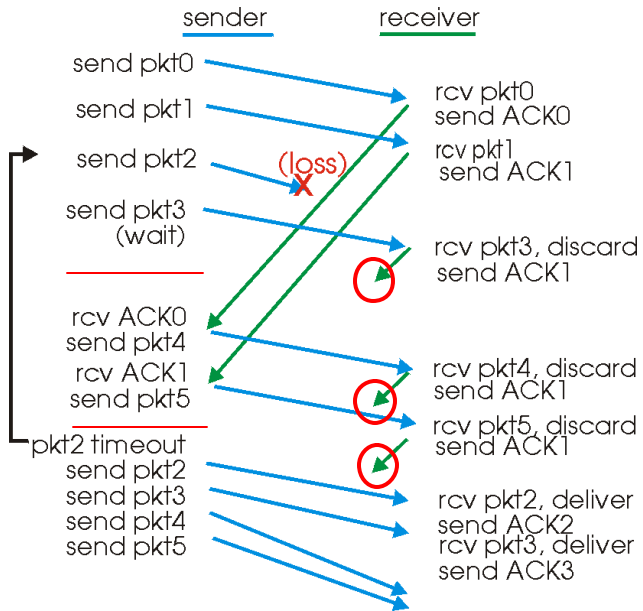 sender
receiver
send pkt0
send pkt1
send pkt2
(loss)
X
send pkt3
(wait)
rcv pkt0
send ACK0
rcv pkt1
send ACK1
rcv pkt3, discard
send ACK1
rcv ACK0
send pkt4
rcv ACK1
send pkt5
rcv pkt4, discard
send ACK1
rcv pkt5, discard
send ACK1
pkt2 timeout
send pkt2
send pkt3
send pkt4
send pkt5
rcv pkt2, deliver
send ACK2
rcv pkt3, deliver
send ACK3